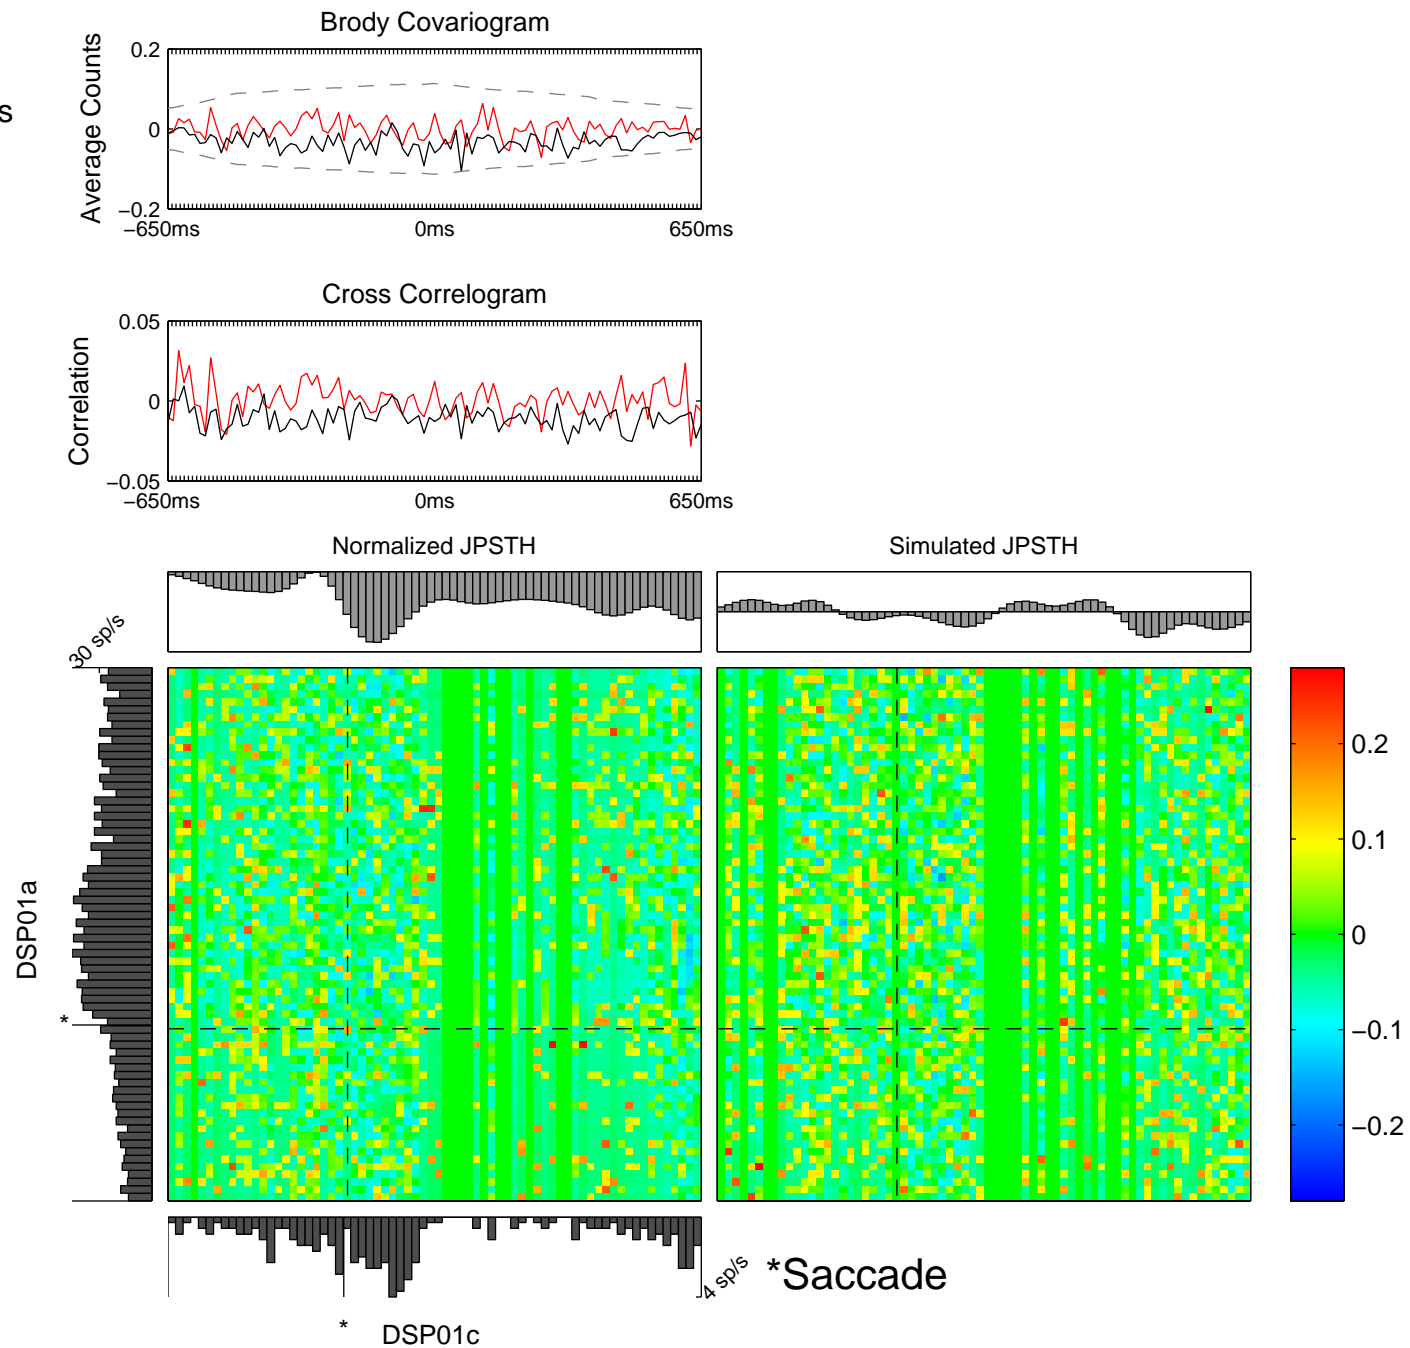 Brody Covariogram
s
Average Counts
0.2
0
−0.2
−650ms
0ms
650ms
Cross Correlogram
Correlation
0.05
0
−0.05
−650ms
0ms
650ms
Normalized JPSTH
Simulated JPSTH
30 sp/s
DSP01a
*
0.2
0.1
0
−0.1
−0.2
4 sp/s
*Saccade
*
DSP01c